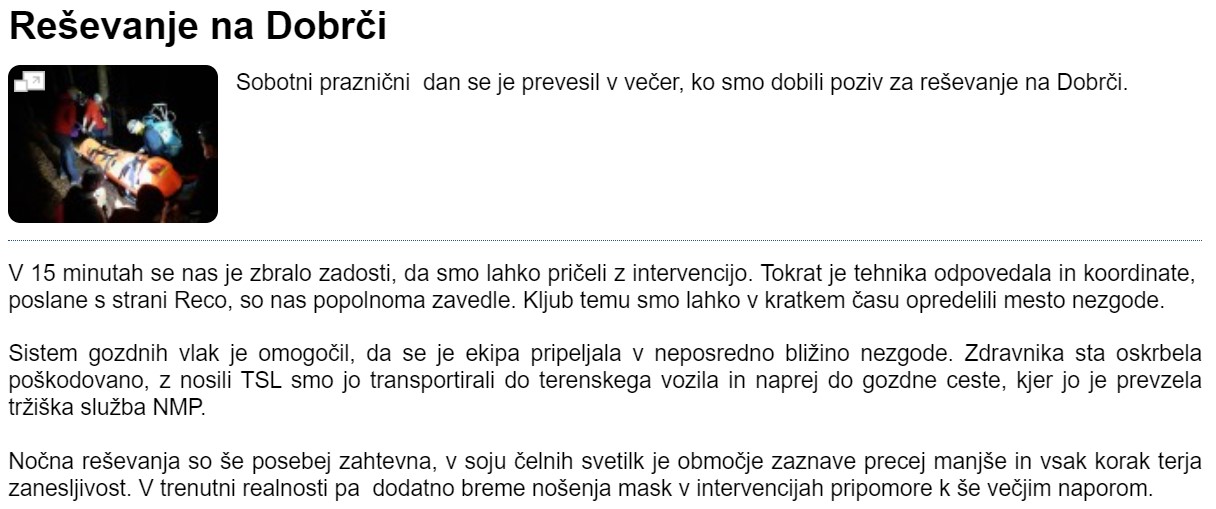 Reševanje na Dobrči
Sobotni praznični  dan se je prevesil v večer, ko smo dobili poziv za reševanje na Dobrči.
V 15 minutah se nas je zbralo zadosti, da smo lahko pričeli z intervencijo. Tokrat je tehnika odpovedala in koordinate,
poslane s strani Reco, so nas popolnoma zavedle. Kljub temu smo lahko v kratkem času opredelili mesto nezgode.
Sistem gozdnih vlak je omogočil, da se je ekipa pripeljala v neposredno bližino nezgode. Zdravnika sta oskrbela
poškodovano, z nosili TSL smo jo transportirali do terenskega vozila in naprej do gozdne ceste, kjer jo je prevzela
tržiška služba NMP.
Nočna reševanja so še posebej zahtevna, v soju čelnih svetilk je območje zaznave precej manjše in vsak korak terja
zanesljivost. V trenutni realnosti pa  dodatno breme nošenja mask v intervencijah pripomore k še večjim naporom.